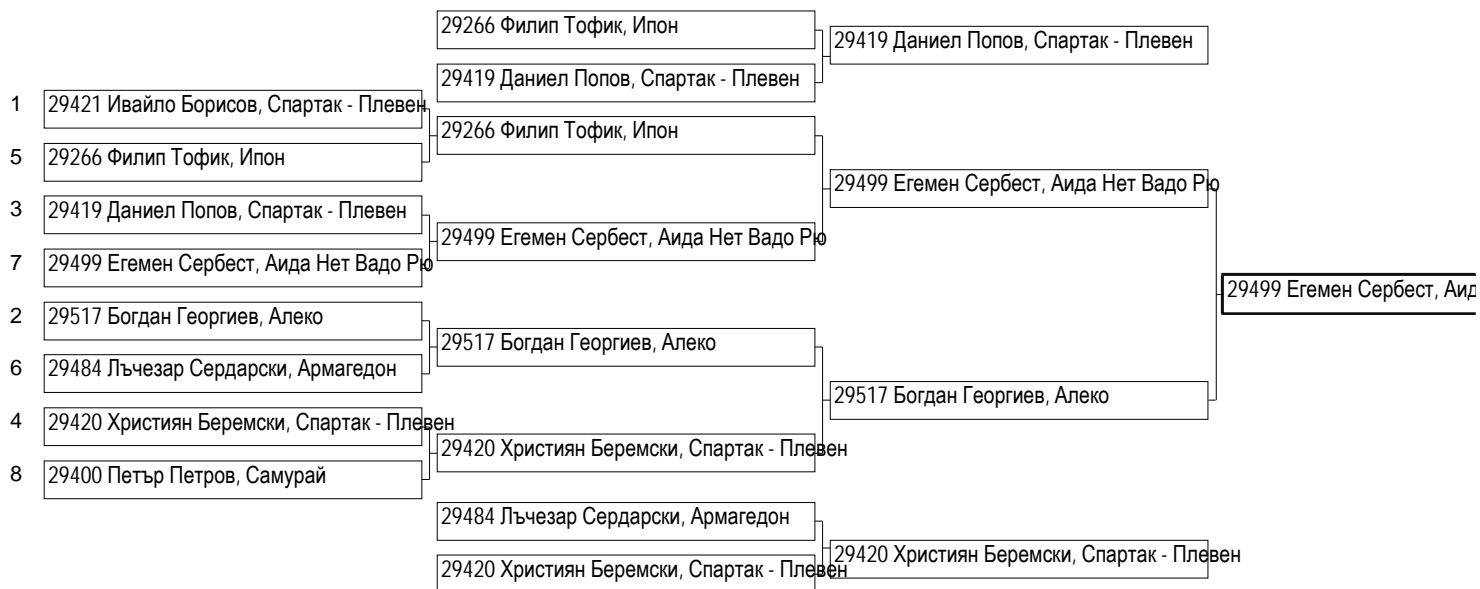 29266 Филип Тофик, Ипон
29419 Даниел Попов, Спартак - Плевен
29419 Даниел Попов, Спартак - Плевен
1 29421 Ивайло Борисов, Спартак - Плевен
29266 Филип Тофик, Ипон
5 29266 Филип Тофик, Ипон
29499 Егемен Сербест, Аида Нет Вадо Рю
3 29419 Даниел Попов, Спартак - Плевен
29499 Егемен Сербест, Аида Нет Вадо Рю
7 29499 Егемен Сербест, Аида Нет Вадо Рю
29499 Егемен Сербест, Аид
2 29517 Богдан Георгиев, Алеко
29517 Богдан Георгиев, Алеко
6 29484 Лъчезар Сердарски, Армагедон
29517 Богдан Георгиев, Алеко
4 29420 Християн Беремски, Спартак - Плевен
29420 Християн Беремски, Спартак - Плевен
8 29400 Петър Петров, Самурай
29484 Лъчезар Сердарски, Армагедон
29420 Християн Беремски, Спартак - Плевен
29420 Християн Беремски, Спартак - Плевен